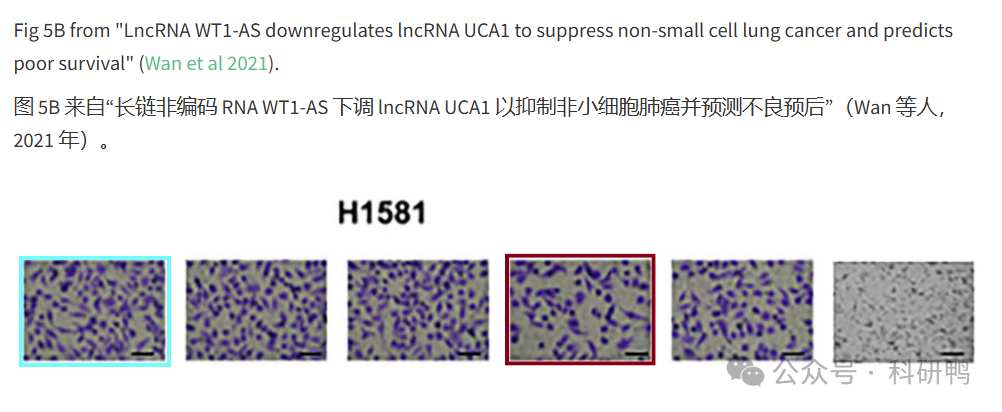 Fig 5B from "LncRNA WT1-AS downregulates lncRNA UCA1 to suppress non-small cell lung cancer and predicts
poor survival" (Wan et al 2021).
图 5B 来自“长链非编码 RNA WT1-AS 下调 lncRNA UCA1 以抑制非小细胞肺癌并预测不良预后”（Wan 等人，
2021 年）。
H1581
公众号 · 科研鸭